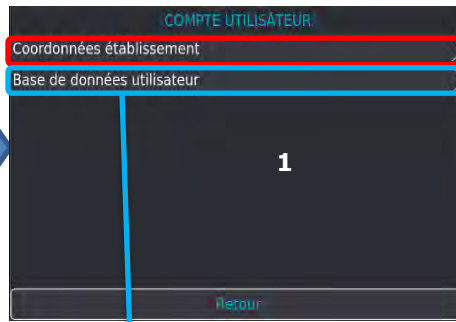 COMPTE UTILISATEUR
Coordonnées établissement
Base de données utilisateur
1
Retour